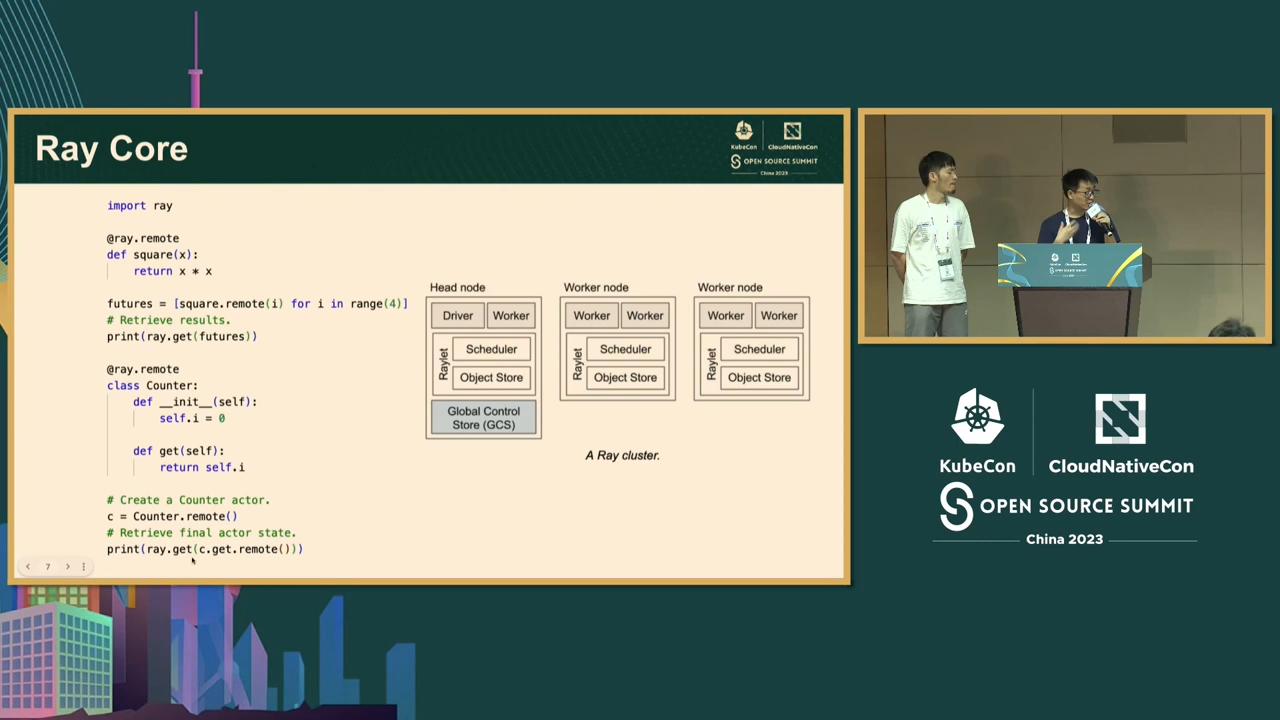 Ray Core
KubeCon
CloudNativeCon
OPEN SOURCE SUMMIT
China 2023
import ray
@ray.remote
def square(x):
return x * x
futures = [square.remote(i) for i in range(4)]
# Retrieve results.
print(ray.get(futures))
@ray.remote
class Counter:
def __init__(self):
self.i = 0
def get(self):
return self.i
# Create a Counter actor.
c = Counter.remote()
# Retrieve final actor state.
print(ray.get(c.get.remote()))
7
Head node
Driver
Worker
Raylet
Scheduler
Object Store
Global Control
Store (GCS)
Worker node
Worker
Worker
Raylet
Scheduler
Object Store
Worker node
Worker
Worker
Raylet
Scheduler
Object Store
A Ray cluster.
KubeCon
CloudNativeCon
OPEN SOURCE SUMMIT
China 2023